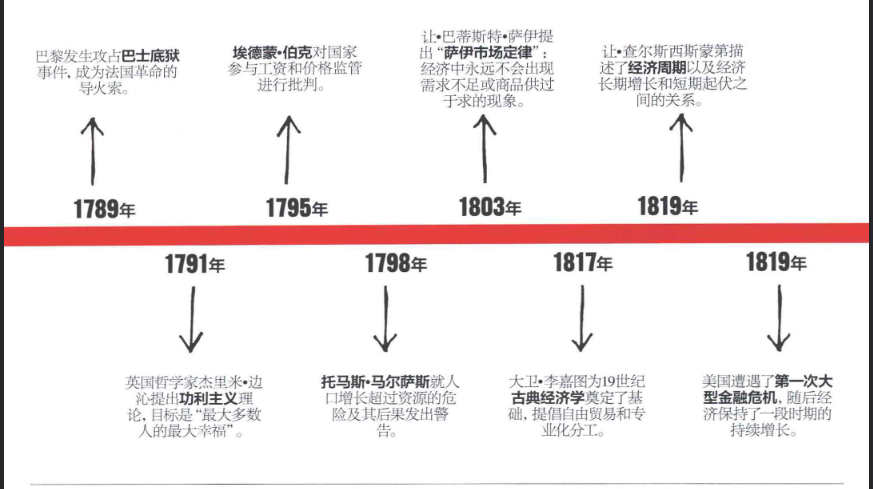 巴黎发生攻占巴士底狱
事件，成为法国革命的
导火索。
1789年
埃德蒙•伯克对国家
参与工资和价格监管
进行批判。
1795年
让•巴蒂斯特•萨伊提
出“萨伊市场定律”：
经济中永远不会出现
需求不足或商品供过
于求的现象。
1803年
让•查尔斯西斯蒙第描
述了经济周期以及经济
长期增长和短期起伏之
间的关系。
1819年
1791年
英国哲学家杰里米•边
沁提出功利主义理
论，目标是“最大多数
人的最大幸福”。
1798年
托马斯•马尔萨斯就人
口增长超过资源的危
险及其后果发出警
告。
1817年
大卫•李嘉图为19世纪
古典经济学奠定了基
础，提倡自由贸易和专
业化分工。
1819年
美国遭遇了第一次大
型金融危机，随后经
济保持了一段时期的
持续增长。